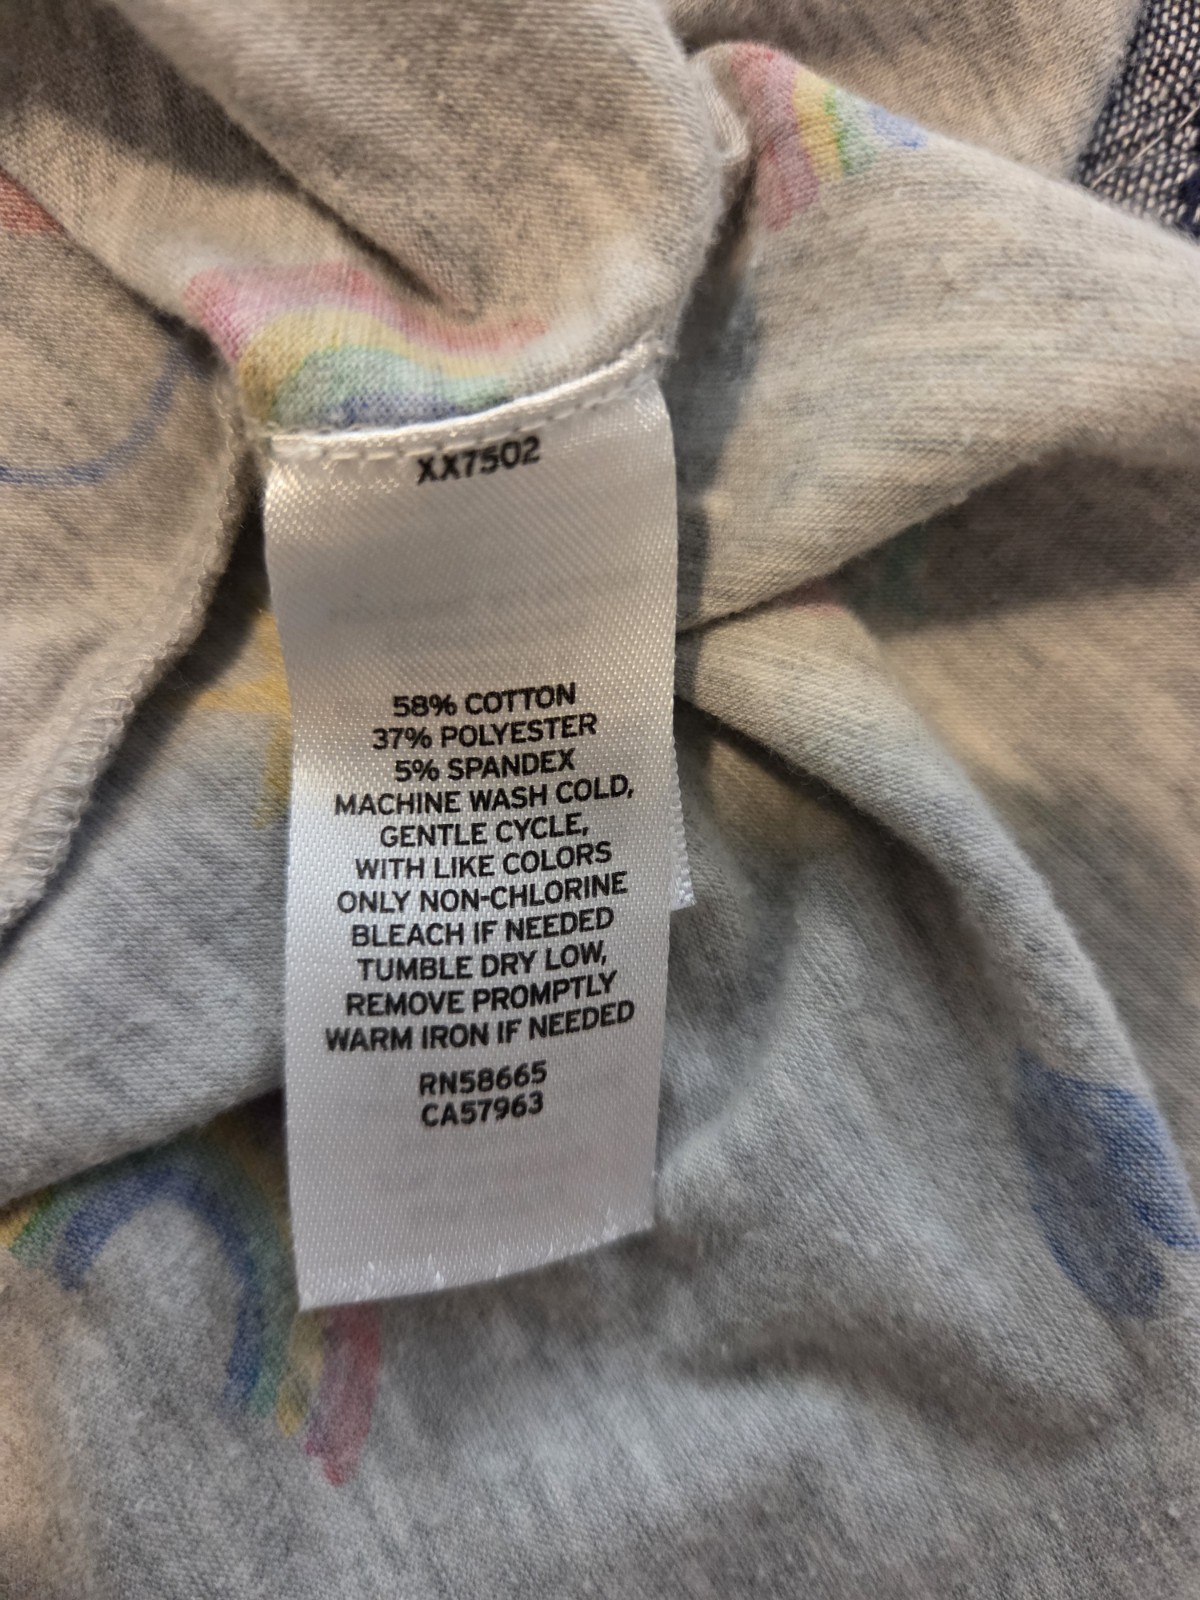 XX7502
58% COTTON
37% POLYESTER
5% SPANDEX
MACHINE WASH COLD,
GENTLE CYCLE,
WITH LIKE COLORS
ONLY NON-CHLORINE
BLEACH IF NEEDED
TUMBLE DRY LOW,
REMOVE PROMPTLY
WARM IRON IF NEEDED
RN58665
CA57963